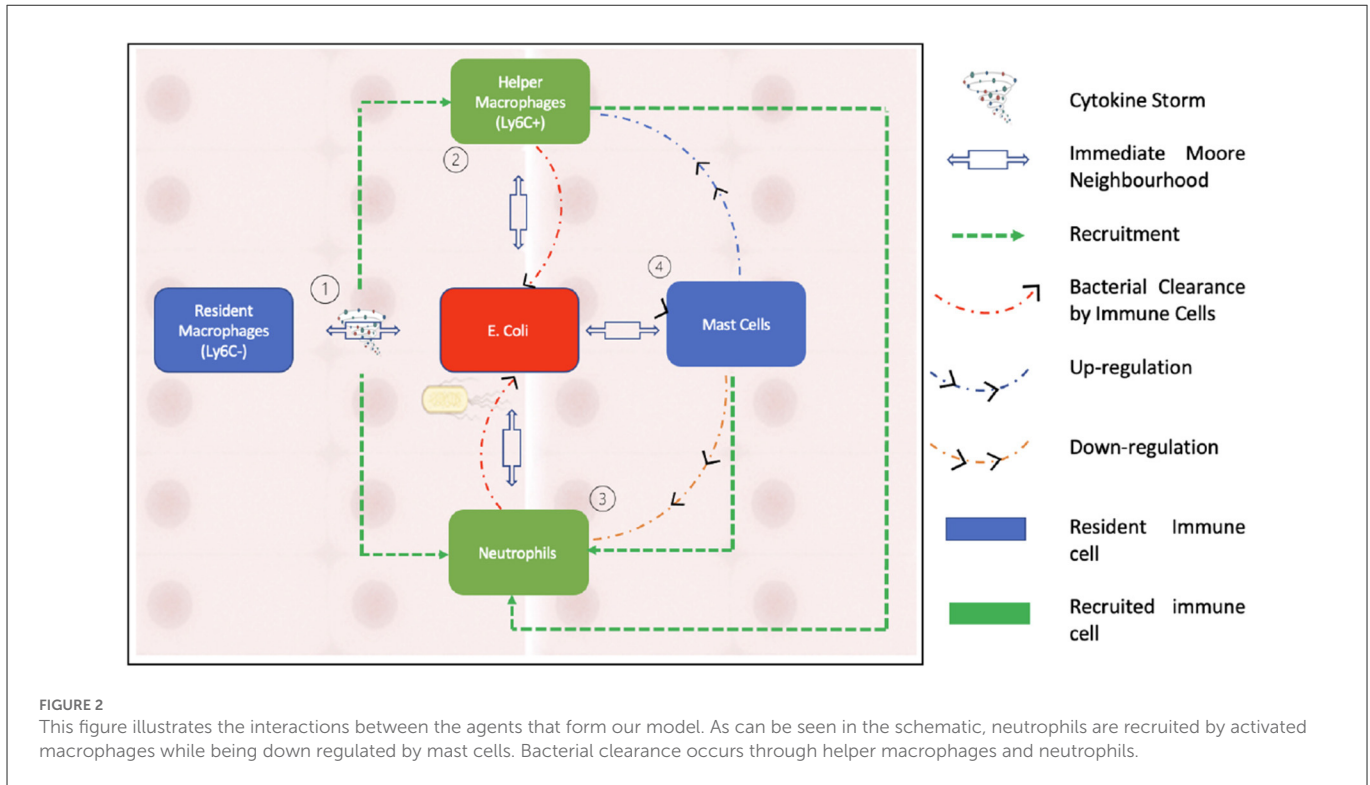 Helper
Macrophages
(Ly6C+)
2
1
Resident
Macrophages
(Ly6C-)
E. Coli
4
Mast Cells
3
Neutrophils
Cytokine Storm
Immediate Moore
Neighbourhood
Recruitment
Bacterial Clearance
by Immune Cells
Up-regulation
Down-regulation
Resident Immune
cell
Recruited immune
cell
FIGURE 2
This figure illustrates the interactions between the agents that form our model. As can be seen in the schematic, neutrophils are recruited by activated
macrophages while being down regulated by mast cells. Bacterial clearance occurs through helper macrophages and neutrophils.